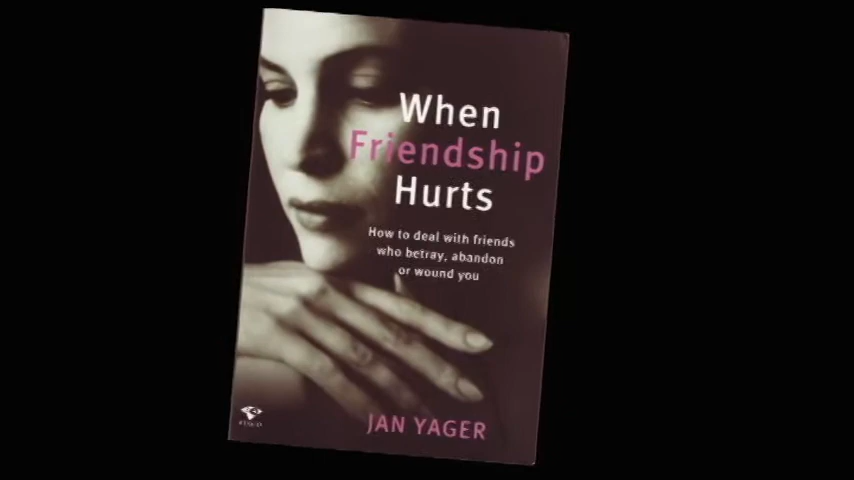 When
Friendship
Hurts
How to deal with friends
who betray, abandon
or wound you
JAN YAGER